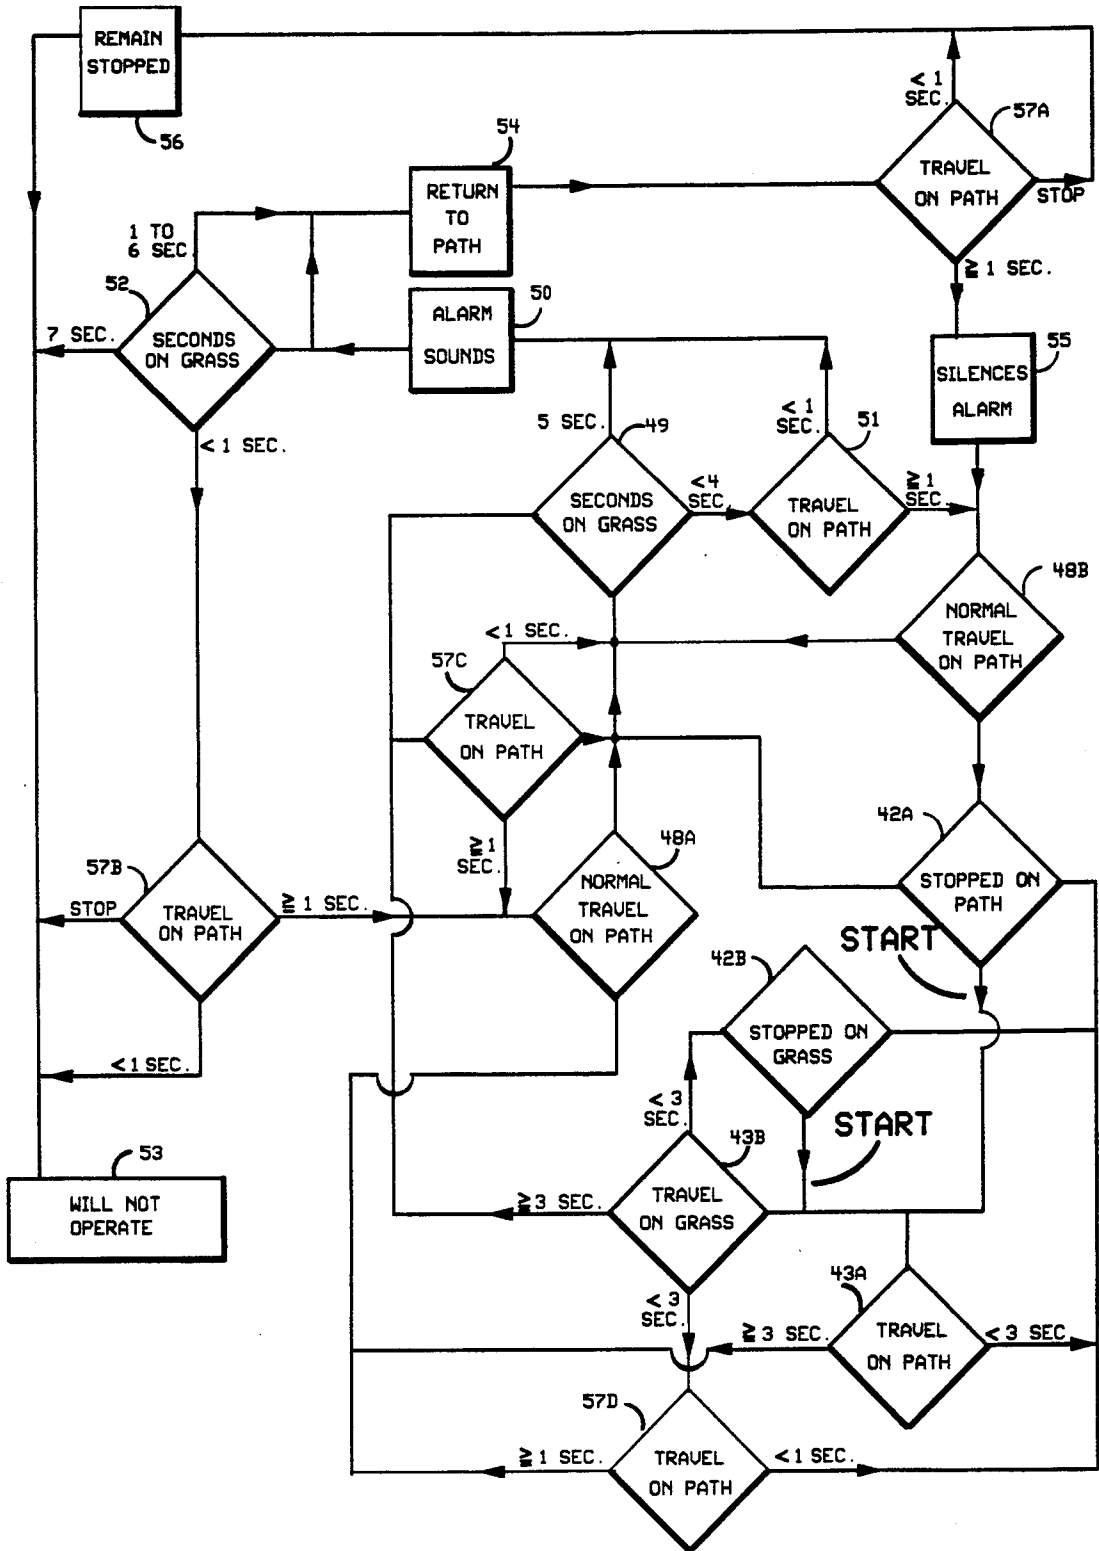 REMAIN
STOPPED
56
54
RETURN
TO
PATH
< 1
SEC.
57A
TRAVEL
ON PATH
STOP
≥ 1 SEC.
1 TO
6 SEC.
52
SECONDS
ON GRASS
7 SEC.
< 1 SEC.
50
ALARM
SOUNDS
55
SILENCES
ALARM
5 SEC.
49
SECONDS
ON GRASS
< 4
SEC.
< 1
SEC.
51
TRAVEL
ON PATH
≥ 1
SEC.
48B
NORMAL
TRAVEL
ON PATH
< 1 SEC.
57C
TRAVEL
ON PATH
≥ 1
SEC.
48A
NORMAL
TRAVEL
ON PATH
42A
STOPPED ON
PATH
START
57B
STOP
TRAVEL
ON PATH
≥ 1 SEC.
< 1 SEC.
42B
STOPPED ON
GRASS
START
< 3
SEC.
43B
TRAVEL
ON GRASS
≥ 3 SEC.
< 3
SEC.
53
WILL NOT
OPERATE
43A
TRAVEL
ON PATH
≥ 3 SEC.
< 3 SEC
57D
TRAVEL
ON PATH
≥ 1 SEC.
< 1 SEC.